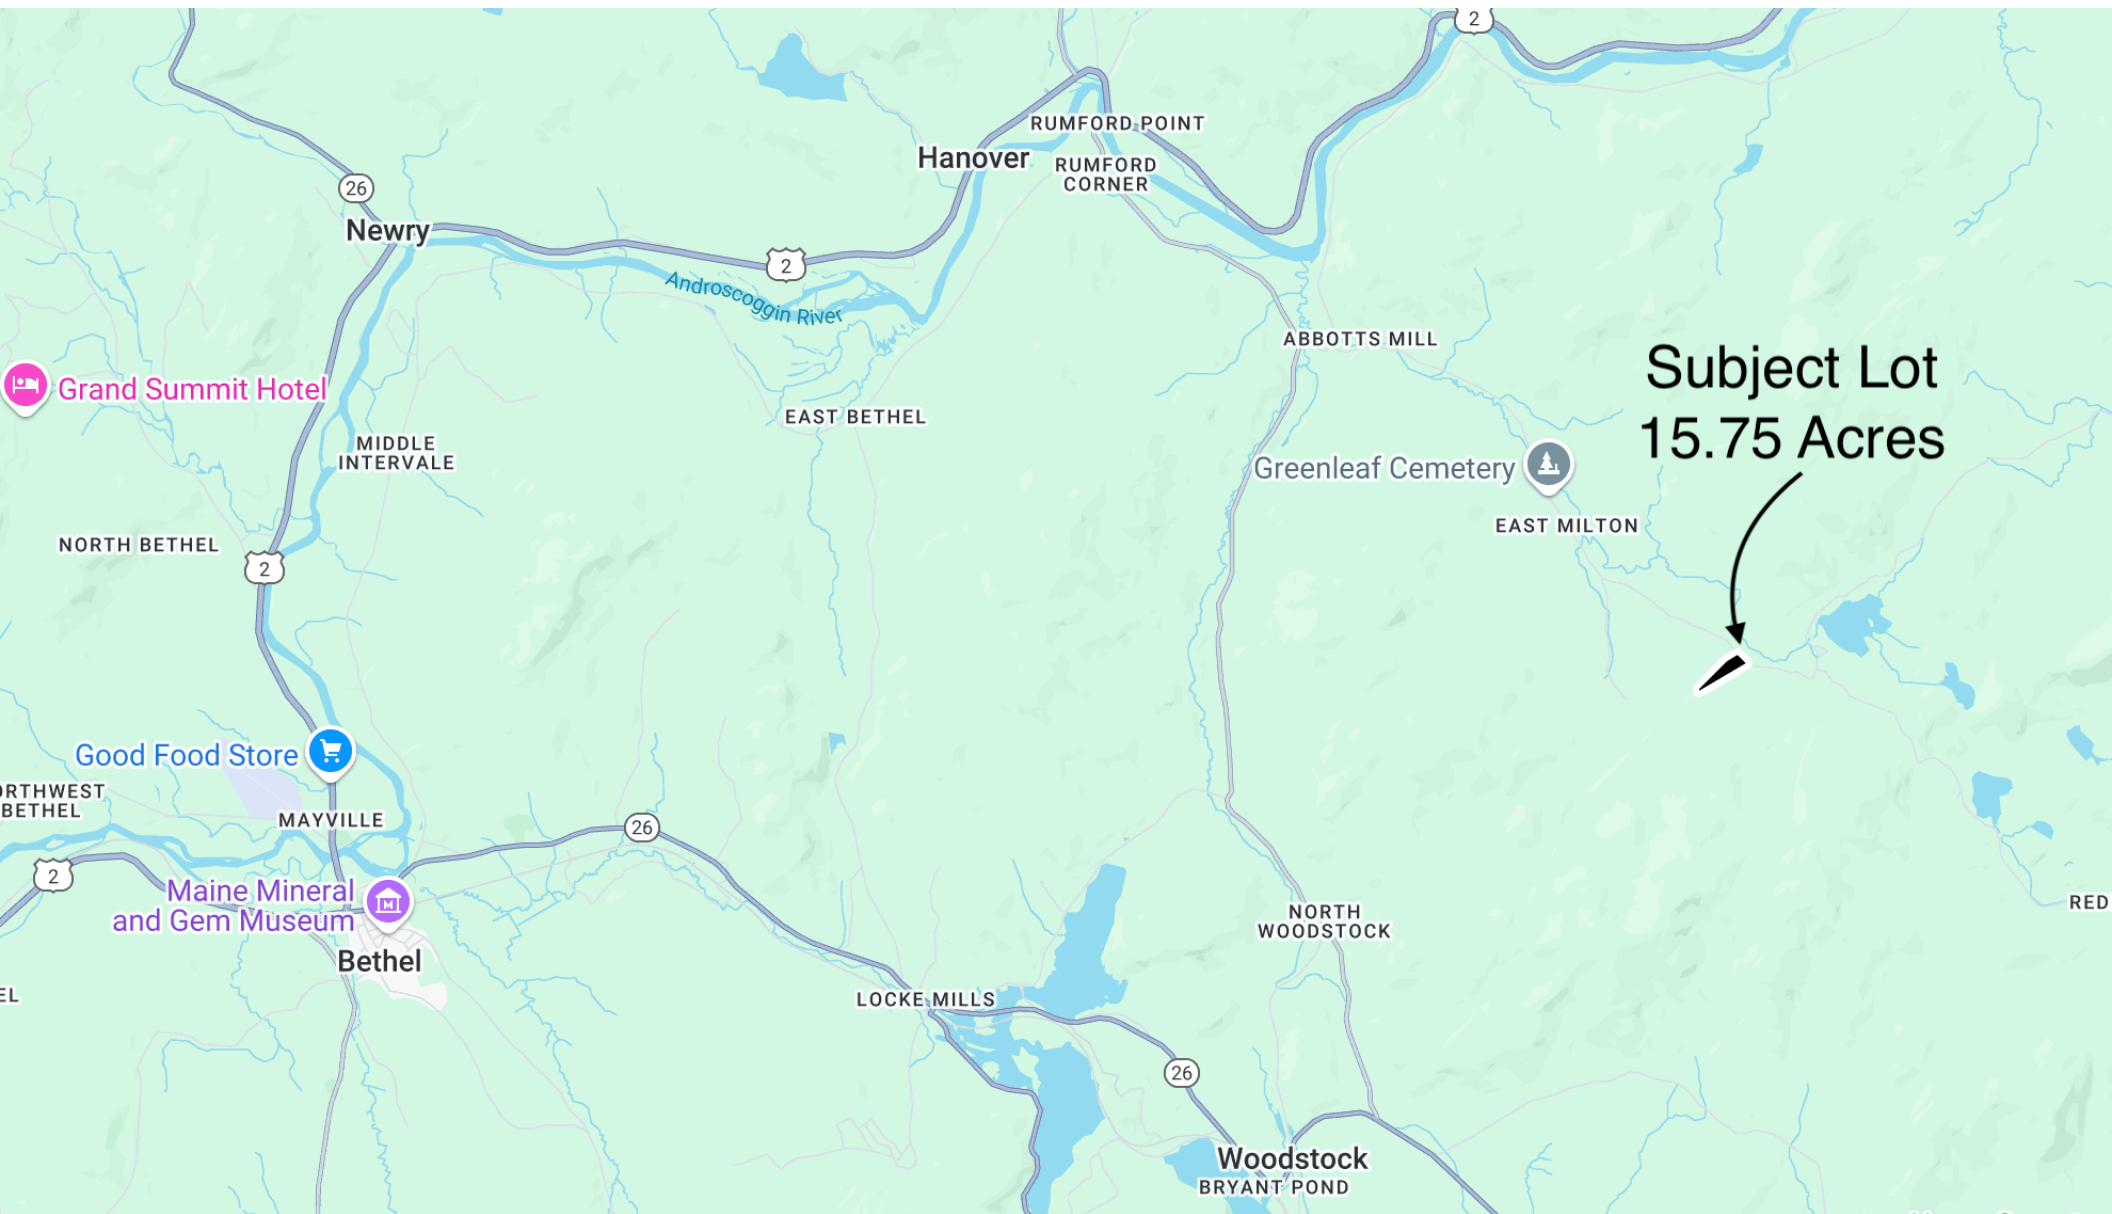 2
RUMFORD POINT
Hanover
RUMFORD
CORNER
26
Newry
2
Androscoggin River
ABBOTTS MILL
Subject Lot
15.75 Acres
Grand Summit Hotel
EAST BETHEL
MIDDLE
INTERVALE
Greenleaf Cemetery
EAST MILTON
NORTH BETHEL
2
Good Food Store
ORTHWEST
BETHEL
MAYVILLE
26
2
Maine Mineral
and Gem Museum
Bethel
RED
NORTH
WOODSTOCK
EL
LOCKE MILLS
26
Woodstock
BRYANT POND